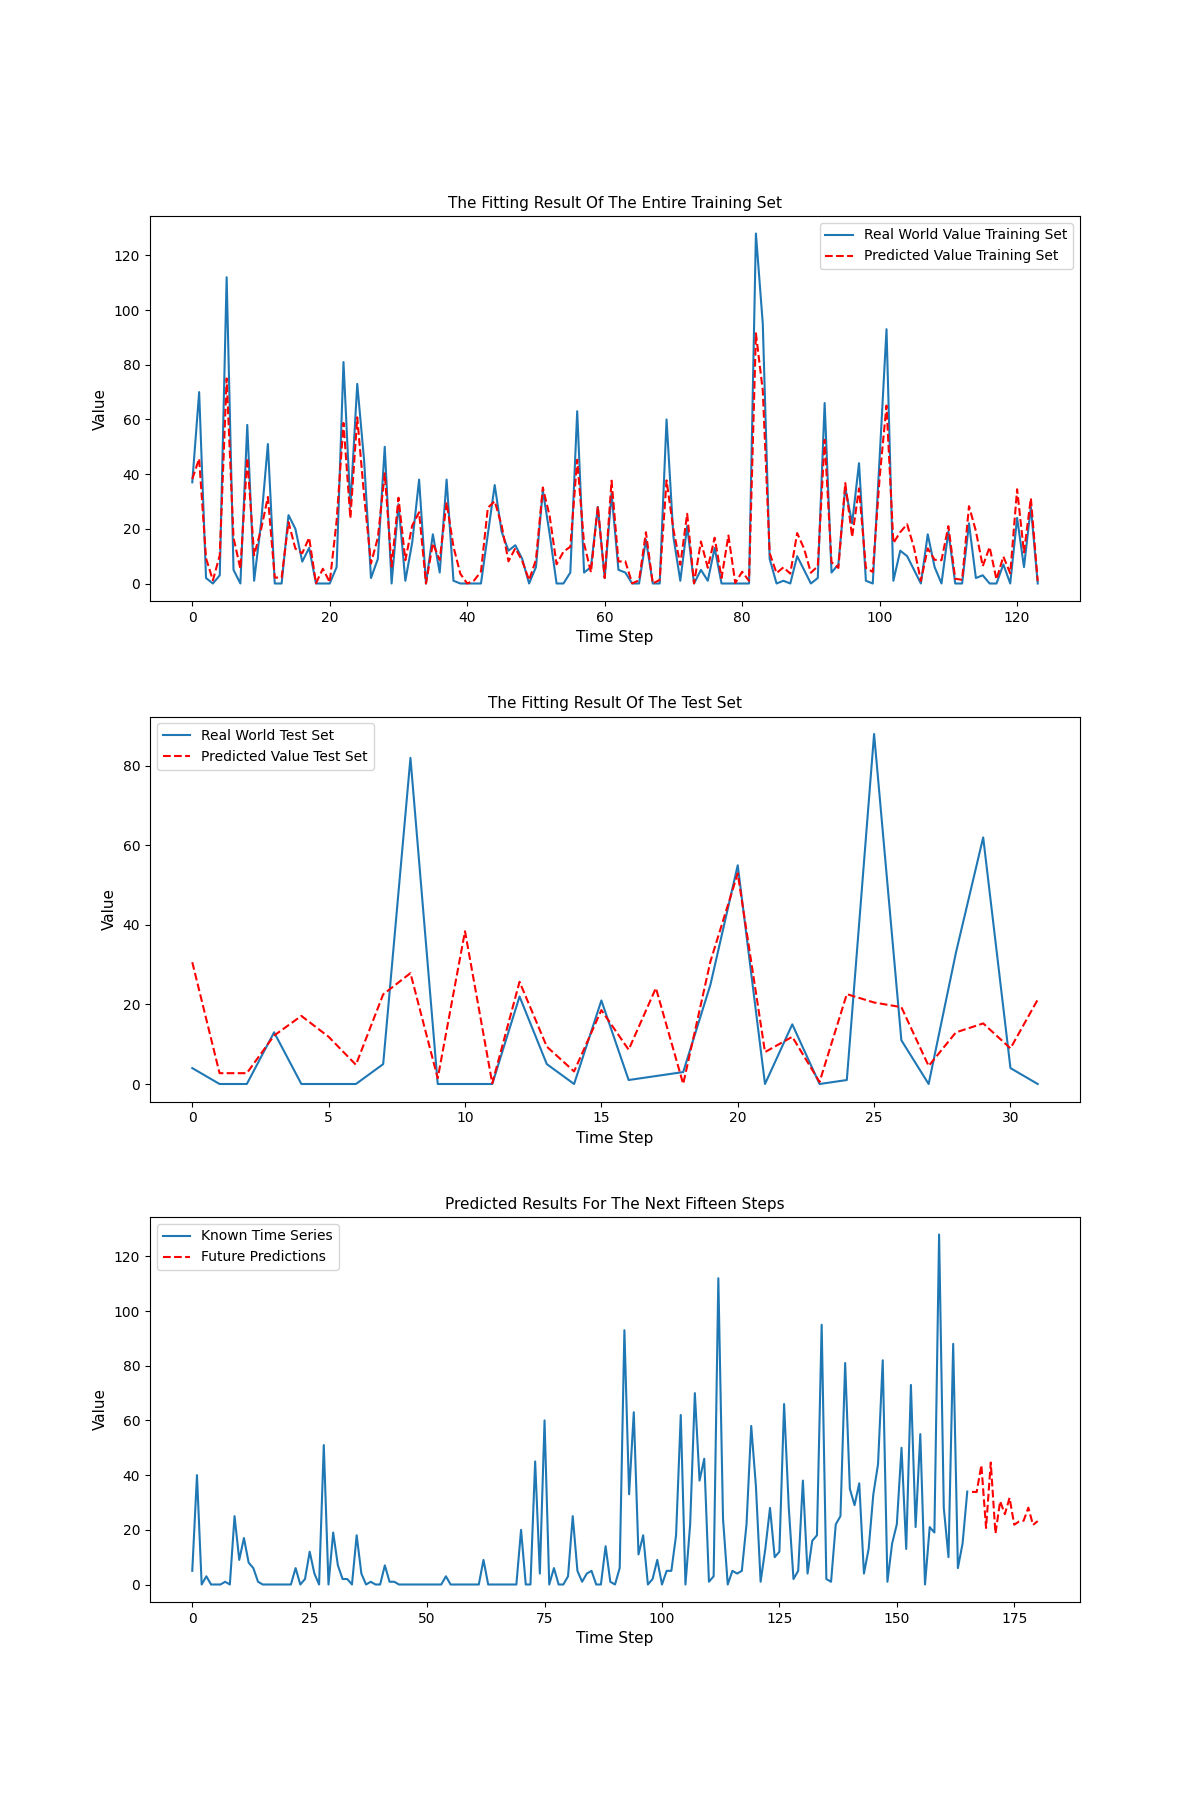 The Fitting Result Of The Entire Training Set
Real World Value Training Set
Predicted Value Training Set
Value
120
100
80
60
40
20
0
0 20 40 60 80 100 120
Time Step
The Fitting Result Of The Test Set
Real World Test Set
Predicted Value Test Set
Value
80
60
40
20
0
0 5 10 15 20 25 30
Time Step
Predicted Results For The Next Fifteen Steps
Known Time Series
Future Predictions
Value
120
100
80
60
40
20
0
0 25 50 75 100 125 150 175
Time Step